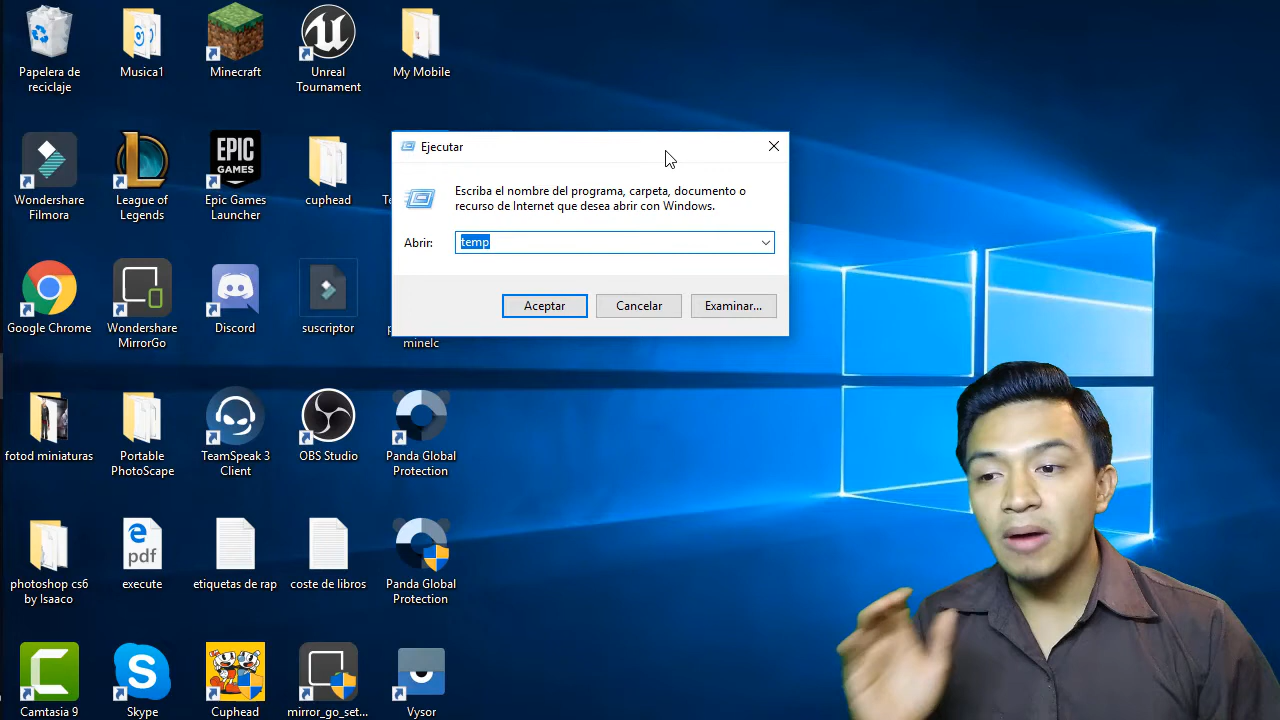 Papelera de
reciclaje
Musica1
Minecraft
Unreal
Tournament
My Mobile
Wondershare
Filmora
League of
Legends
EPIC
GAMES
Epic Games
Launcher
cuphead
Ejecutar
Escriba el nombre del programa, carpeta, documento o
recurso de Internet que desea abrir con Windows.
Abrir:
temp
Aceptar
Cancelar
Examinar...
Google Chrome
Wondershare
MirrorGo
Discord
suscriptor
minelc
fotod miniaturas
Portable
PhotoScape
TeamSpeak 3
Client
OBS Studio
Panda Global
Protection
photoshop cs6
by Isaaco
pdf
execute
etiquetas de rap
coste de libros
Panda Global
Protection
Camtasia 9
Skype
Cuphead
mirror_go_set...
Vysor